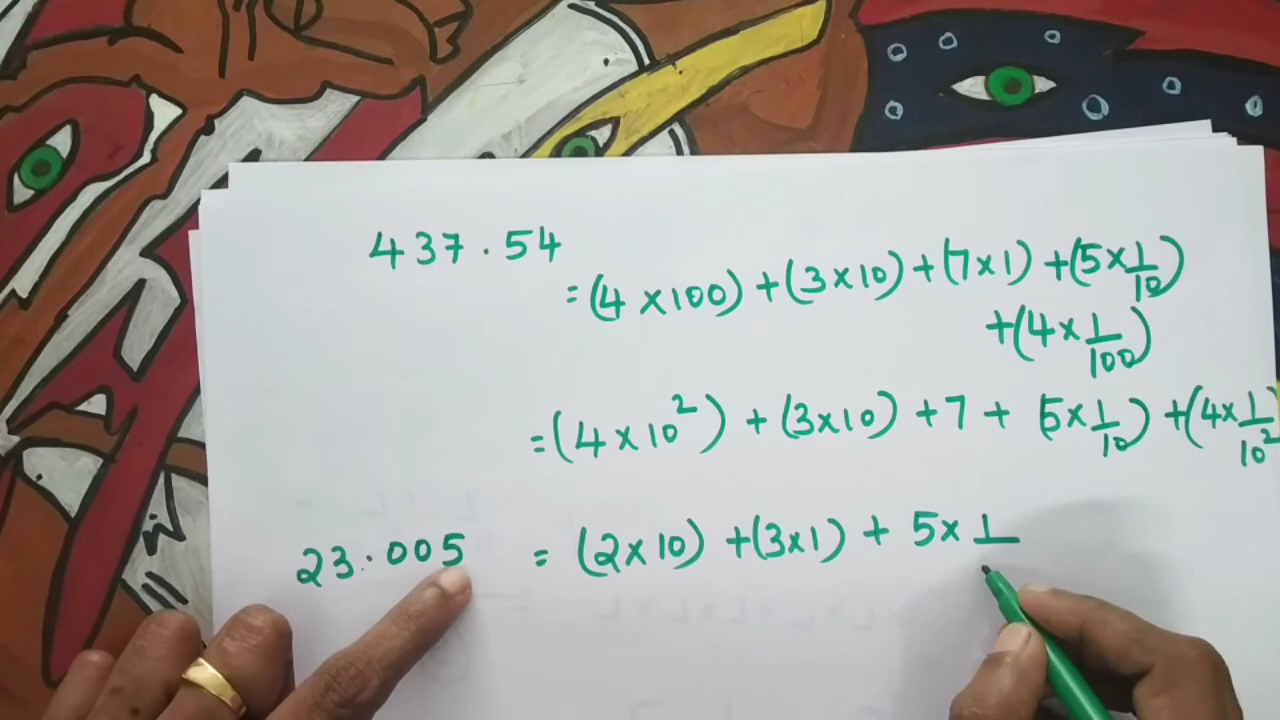 437.54
= (4 × 100) + (3 × 10) + (7 × 1) + (5 × 1/10)
+ (4 × 1/100)
= (4 × 10²) + (3 × 10) + 7 + (5 × 1/10) + (4 × 1/10²)
23.005 = (2 × 10) + (3 × 1) + 5 × 1/